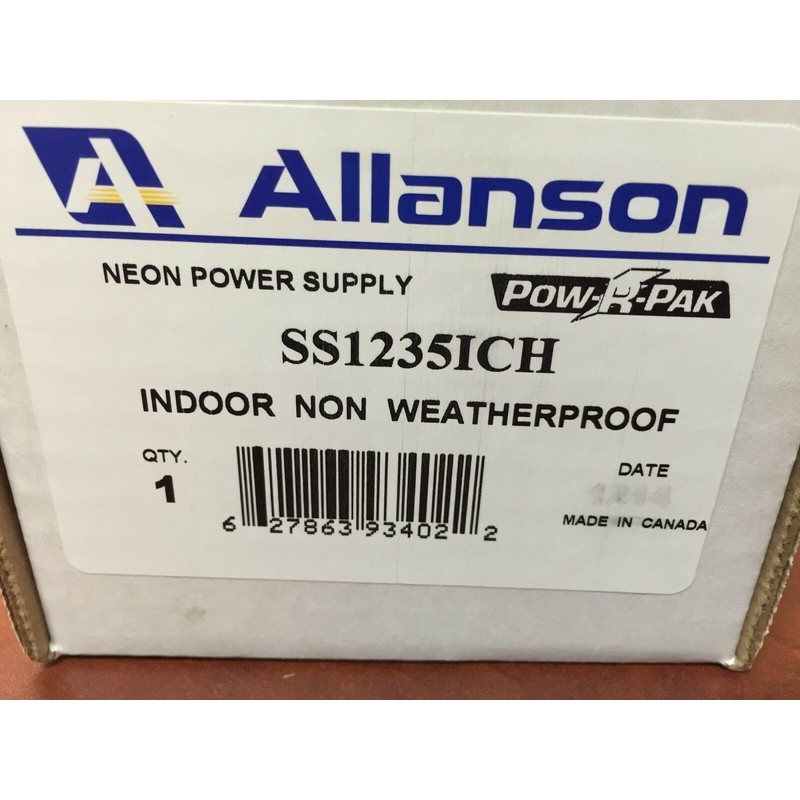 Allanson
NEON POWER SUPPLY
POW-R-PAK
SS1235ICH
INDOOR NON WEATHERPROOF
QTY.
1
6 27863 93402 2
DATE
MADE IN CANADA